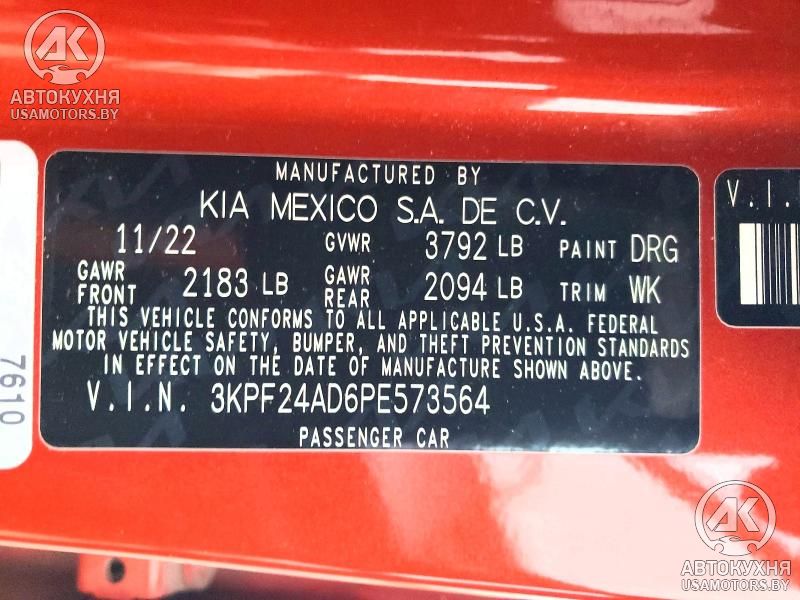 AK
АВТОКУХНЯ
USAMOTORS.BY
MANUFACTURED BY
KIA MEXICO S.A. DE C.V.
11/22 GVWR 3792 LB PAINT DRG
GAWR FRONT 2183 LB GAWR REAR 2094 LB TRIM WK
THIS VEHICLE CONFORMS TO ALL APPLICABLE U.S.A. FEDERAL
MOTOR VEHICLE SAFETY, BUMPER, AND THEFT PREVENTION STANDARDS
IN EFFECT ON THE DATE OF MANUFACTURE SHOWN ABOVE.
V.I.N. 3KPF24AD6PE573564
PASSENGER CAR
V.I.
7610
AK
АВТОКУХНЯ
USAMOTORS.BY